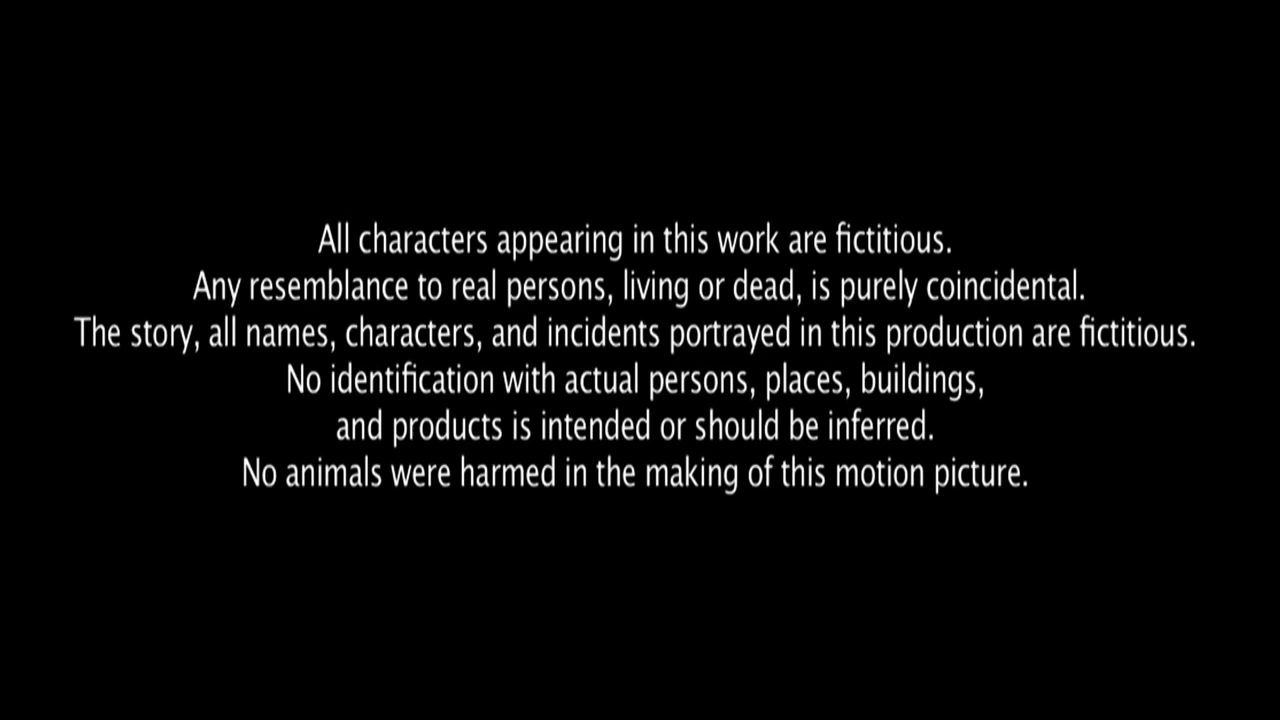 All characters appearing in this work are fictitious.
Any resemblance to real persons, living or dead, is purely coincidental.
The story, all names, characters, and incidents portrayed in this production are fictitious.
No identification with actual persons, places, buildings,
and products is intended or should be inferred.
No animals were harmed in the making of this motion picture.